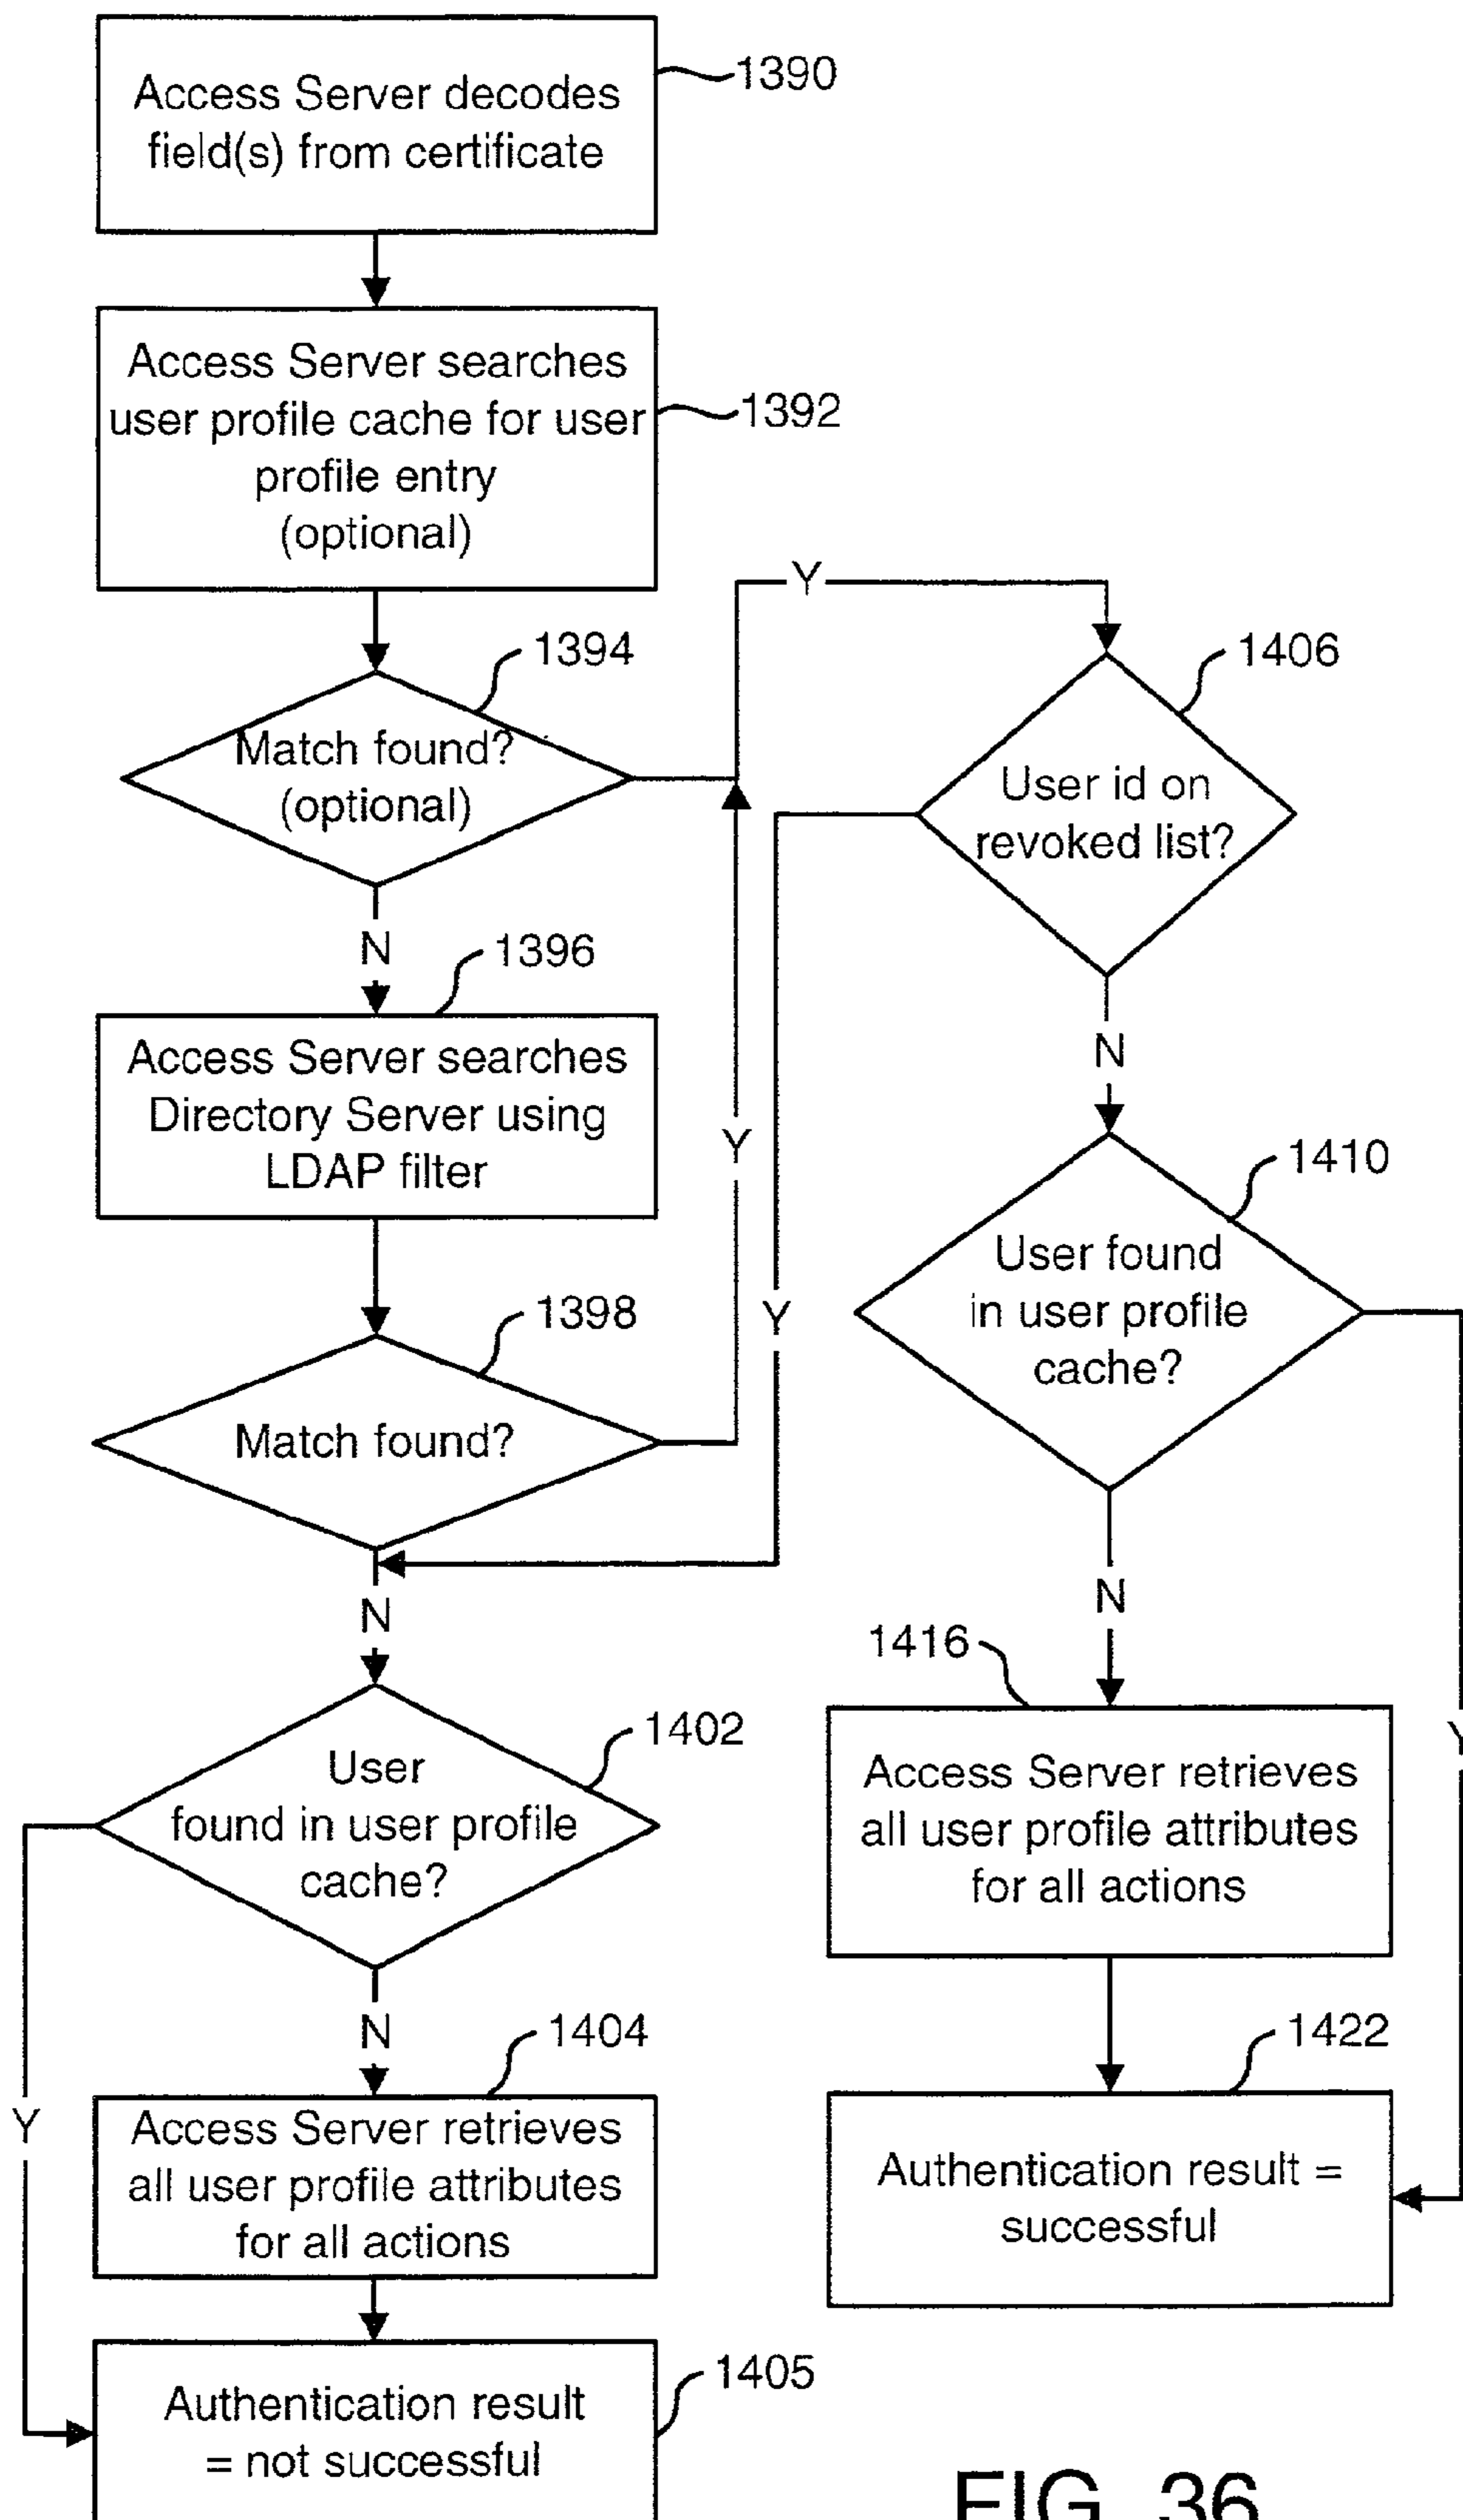 Access Server decodes
field(s) from certificate
1390
Access Server searches
user profile cache for user
profile entry
(optional)
1392
Y
1394
Match found?
(optional)
1406
User id on
revoked list?
N
1396
Access Server searches
Directory Server using
LDAP filter
Y
N
1410
User found
in user profile
cache?
Y
1398
Match found?
N
N
1416
1402
User
found in user profile
cache?
Y
Access Server retrieves
all user profile attributes
for all actions
N
1404
1422
Y
Access Server retrieves
all user profile attributes
for all actions
Authentication result =
successful
1405
Authentication result
= not successful
FIG. 36